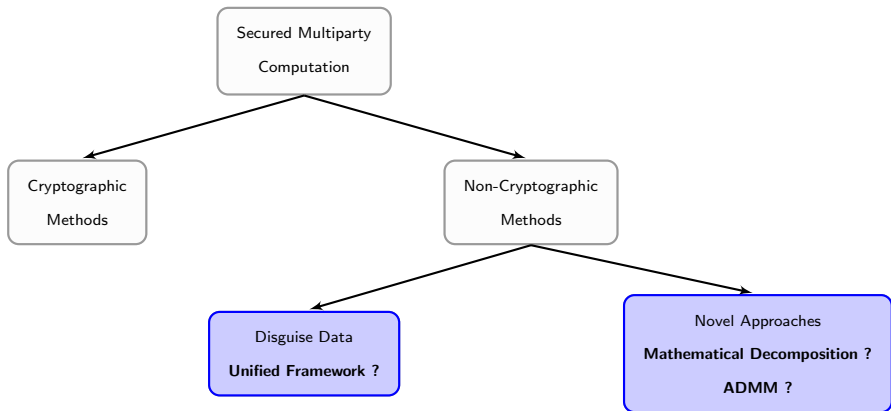 Secured Multiparty
Computation
Cryptographic
Methods
Non-Cryptographic
Methods
Disguise Data
Unified Framework ?
Novel Approaches
Mathematical Decomposition ?
ADMM ?